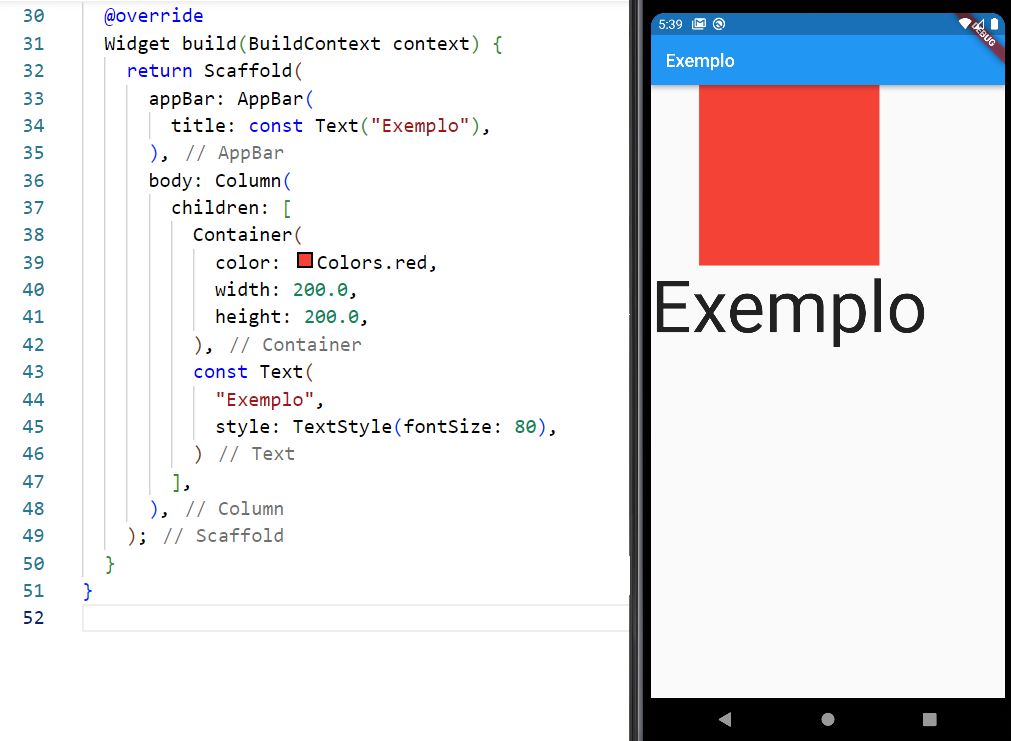 30 @override
31 Widget build(BuildContext context) {
32 return Scaffold(
33 appBar: AppBar(
34 title: const Text("Exemplo"),
35 ), // AppBar
36 body: Column(
37 children: [
38 Container(
39 color: Colors.red,
40 width: 200.0,
41 height: 200.0,
42 ), // Container
43 const Text(
44 "Exemplo",
45 style: TextStyle(fontSize: 80),
46 ) // Text
47 ],
48 ), // Column
49 ); // Scaffold
50 }
51 }
52
5:39
DEBUG
Exemplo
Exemplo